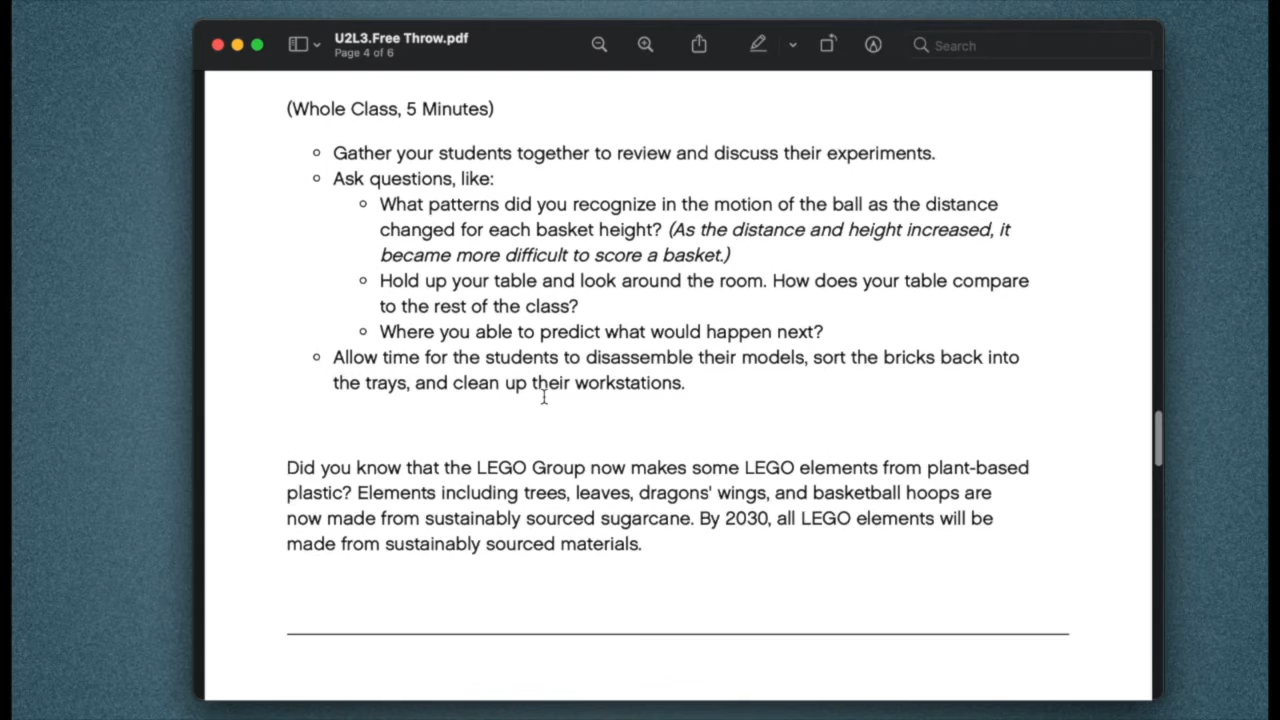 U2L3.Free Throw.pdf
Page 4 of 6
Search
(Whole Class, 5 Minutes)
Gather your students together to review and discuss their experiments.
Ask questions, like:
What patterns did you recognize in the motion of the ball as the distance
changed for each basket height? (As the distance and height increased, it
became more difficult to score a basket.)
Hold up your table and look around the room. How does your table compare
to the rest of the class?
Where you able to predict what would happen next?
Allow time for the students to disassemble their models, sort the bricks back into
the trays, and clean up their workstations.
Did you know that the LEGO Group now makes some LEGO elements from plant-based
plastic? Elements including trees, leaves, dragons' wings, and basketball hoops are
now made from sustainably sourced sugarcane. By 2030, all LEGO elements will be
made from sustainably sourced materials.